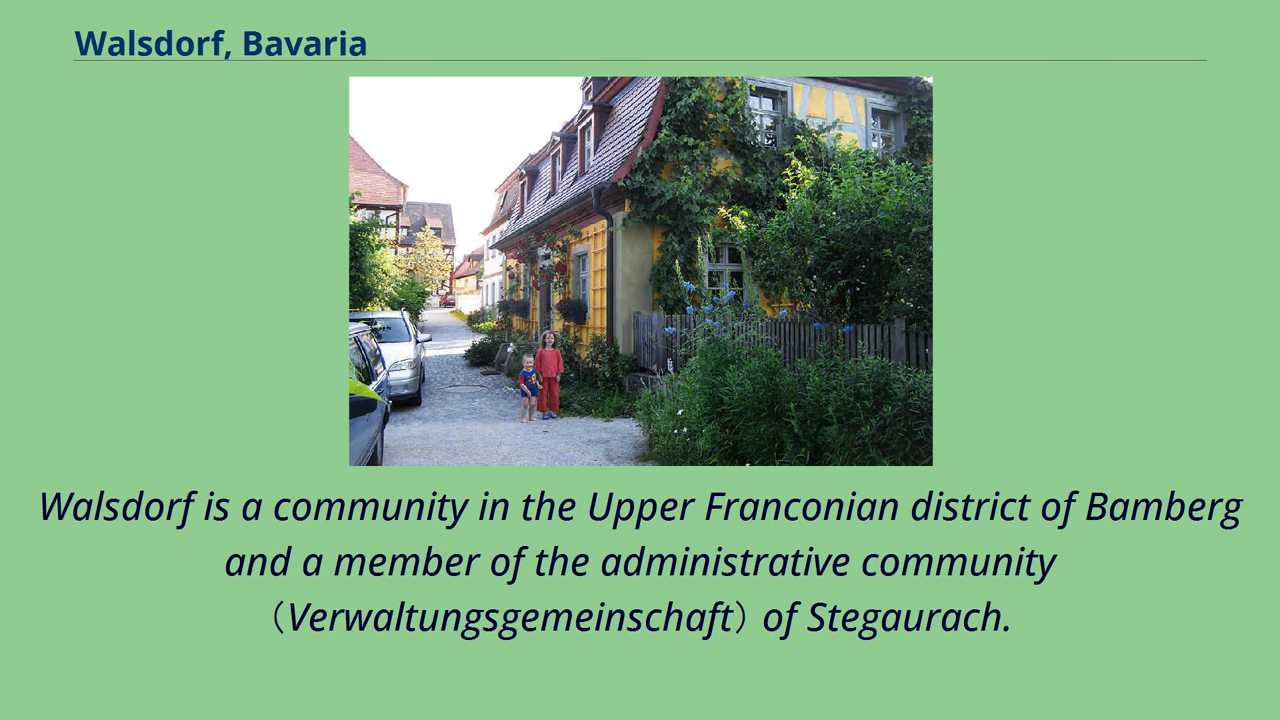 Walsdorf, Bavaria
Walsdorf is a community in the Upper Franconian district of Bamberg
and a member of the administrative community
（Verwaltungsgemeinschaft）of Stegaurach.